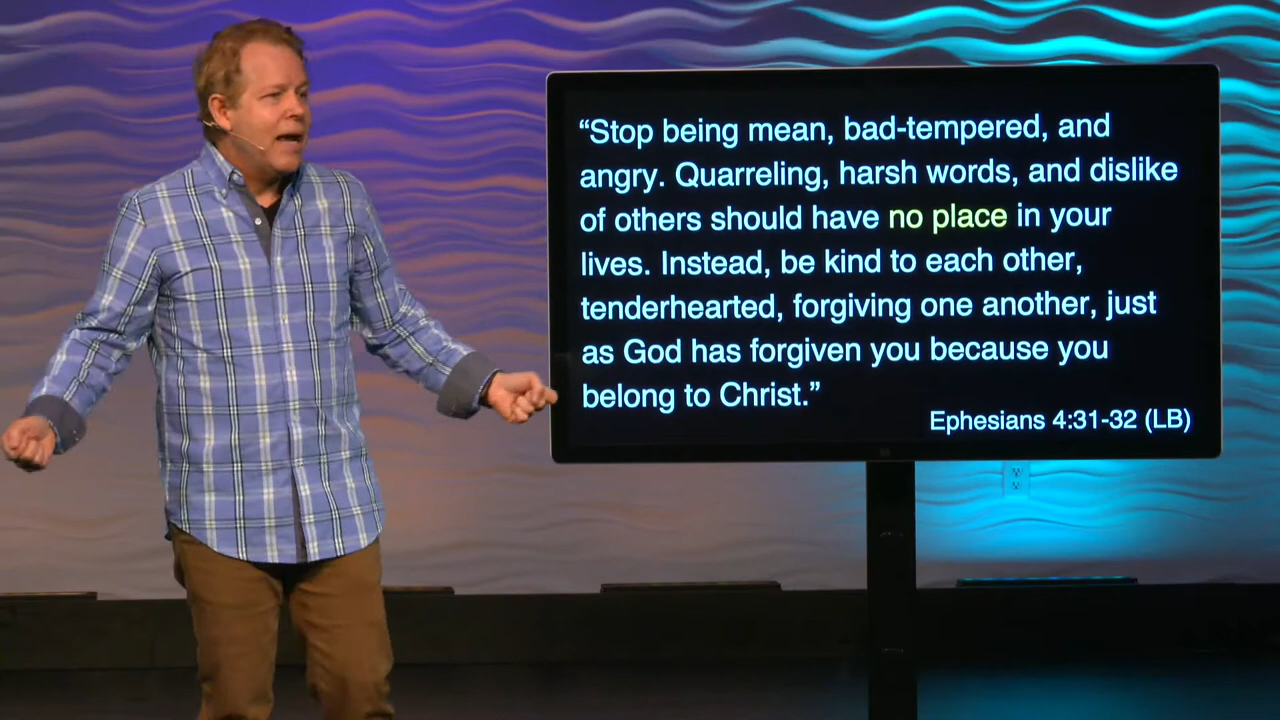 “Stop being mean, bad-tempered, and
angry. Quarreling, harsh words, and dislike
of others should have no place in your
lives. Instead, be kind to each other,
tenderhearted, forgiving one another, just
as God has forgiven you because you
belong to Christ.”
Ephesians 4:31-32 (LB)